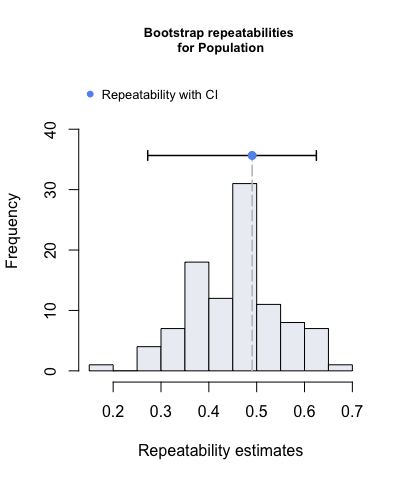 Bootstrap repeatabilities
for Population
Repeatability with CI
40
30
20
10
0
Frequency
0.2 0.3 0.4 0.5 0.6 0.7
Repeatability estimates